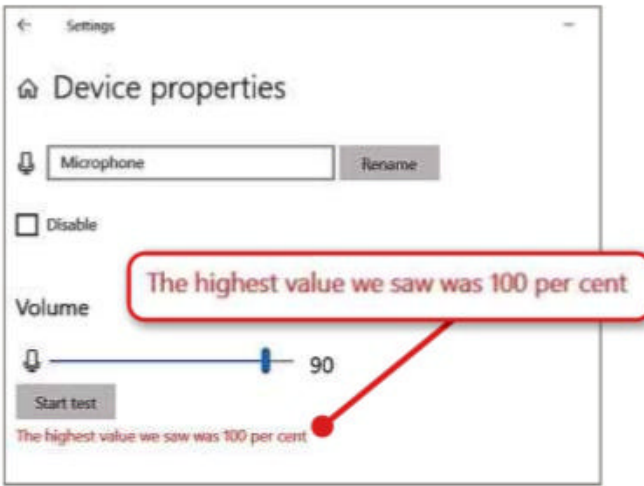 Settings
Device properties
Microphone
Rename
Disable
The highest value we saw was 100 per cent
Volume
90
Start test
The highest value we saw was 100 per cent